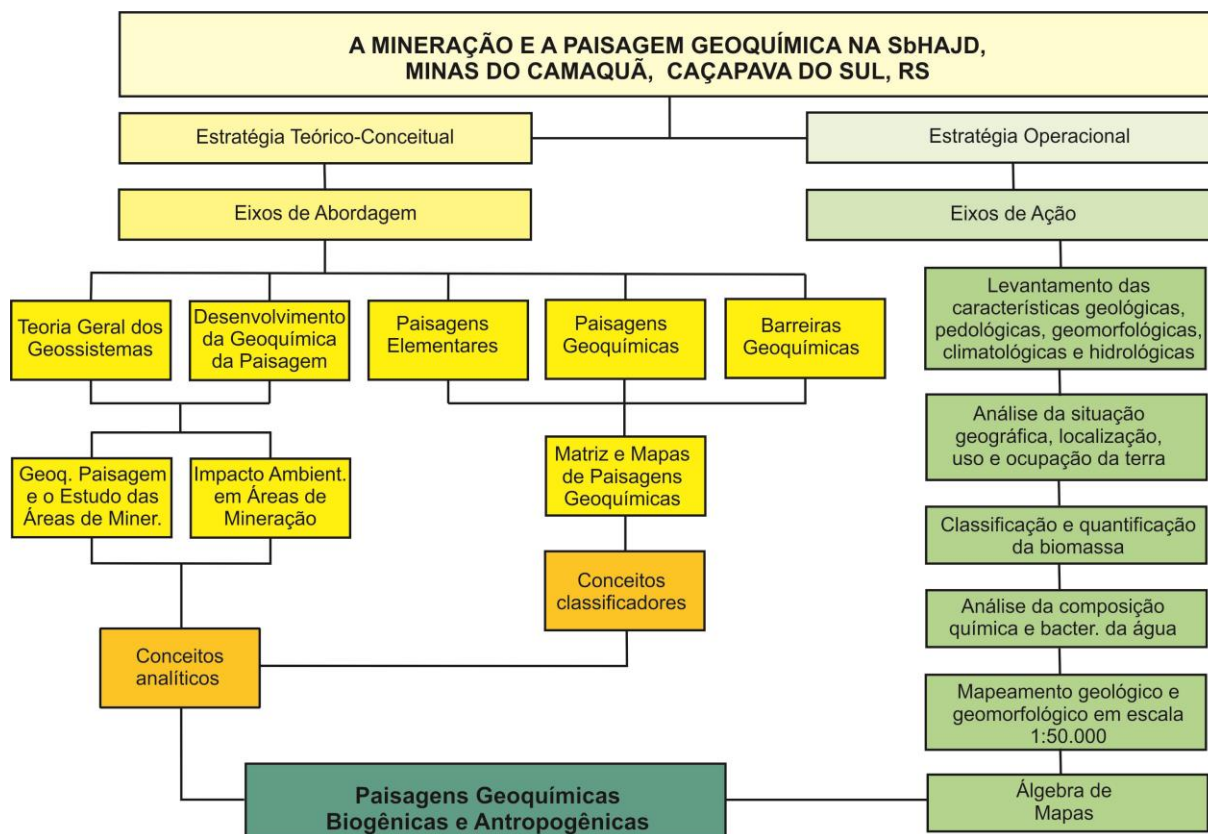 A MINERAÇÃO E A PAISAGEM GEOQUÍMICA NA SbHAJD,
MINAS DO CAMAQUÃ, CAÇAPAVA DO SUL, RS
Estratégia Teórico-Conceitual
Estratégia Operacional
Eixos de Abordagem
Eixos de Ação
Teoria Geral dos
Geossistemas
Desenvolvimento
da Geoquímica
da Paisagem
Paisagens
Elementares
Paisagens
Geoquímicas
Barreiras
Geoquímicas
Levantamento das
características geológicas,
pedológicas, geomorfológicas,
climatológicas e hidrológicas
Análise da situação
geográfica, localização,
uso e ocupação da terra
Geoq. Paisagem
e o Estudo das
Áreas de Miner.
Impacto Ambient.
em Áreas de
Mineração
Matriz e Mapas
de Paisagens
Geoquímicas
Classificação e quantificação
da biomassa
Conceitos
classificadores
Análise da composição
química e bacter. da água
Conceitos
analíticos
Mapeamento geológico e
geomorfológico em escala
1:50.000
Paisagens Geoquímicas
Biogênicas e Antropogênicas
Álgebra de
Mapas